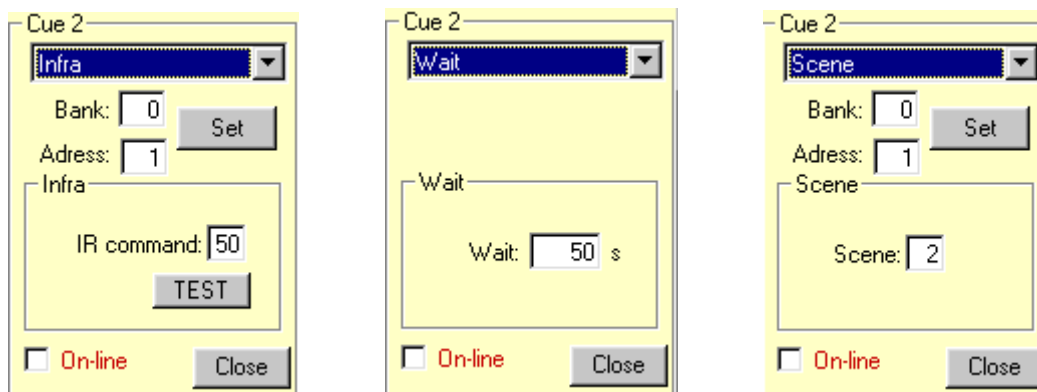 Cue 2
Infra
Bank: 0
Set
Adress: 1
Infra
IR command: 50
TEST
On-line
Close
Cue 2
Wait
Wait
Wait: 50 s
On-line
Close
Cue 2
Scene
Bank: 0
Set
Adress: 1
Scene
Scene: 2
On-line
Close